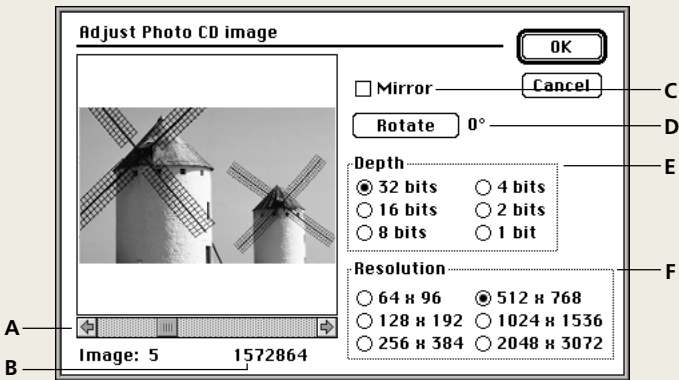 Adjust Photo CD image
OK
Cancel
Mirror
C
Rotate 0°
D
Depth
E
32 bits 4 bits
16 bits 2 bits
8 bits 1 bit
Resolution
F
64 x 96 512 x 768
128 x 192 1024 x 1536
256 x 384 2048 x 3072
A
Image: 5 1572864
B